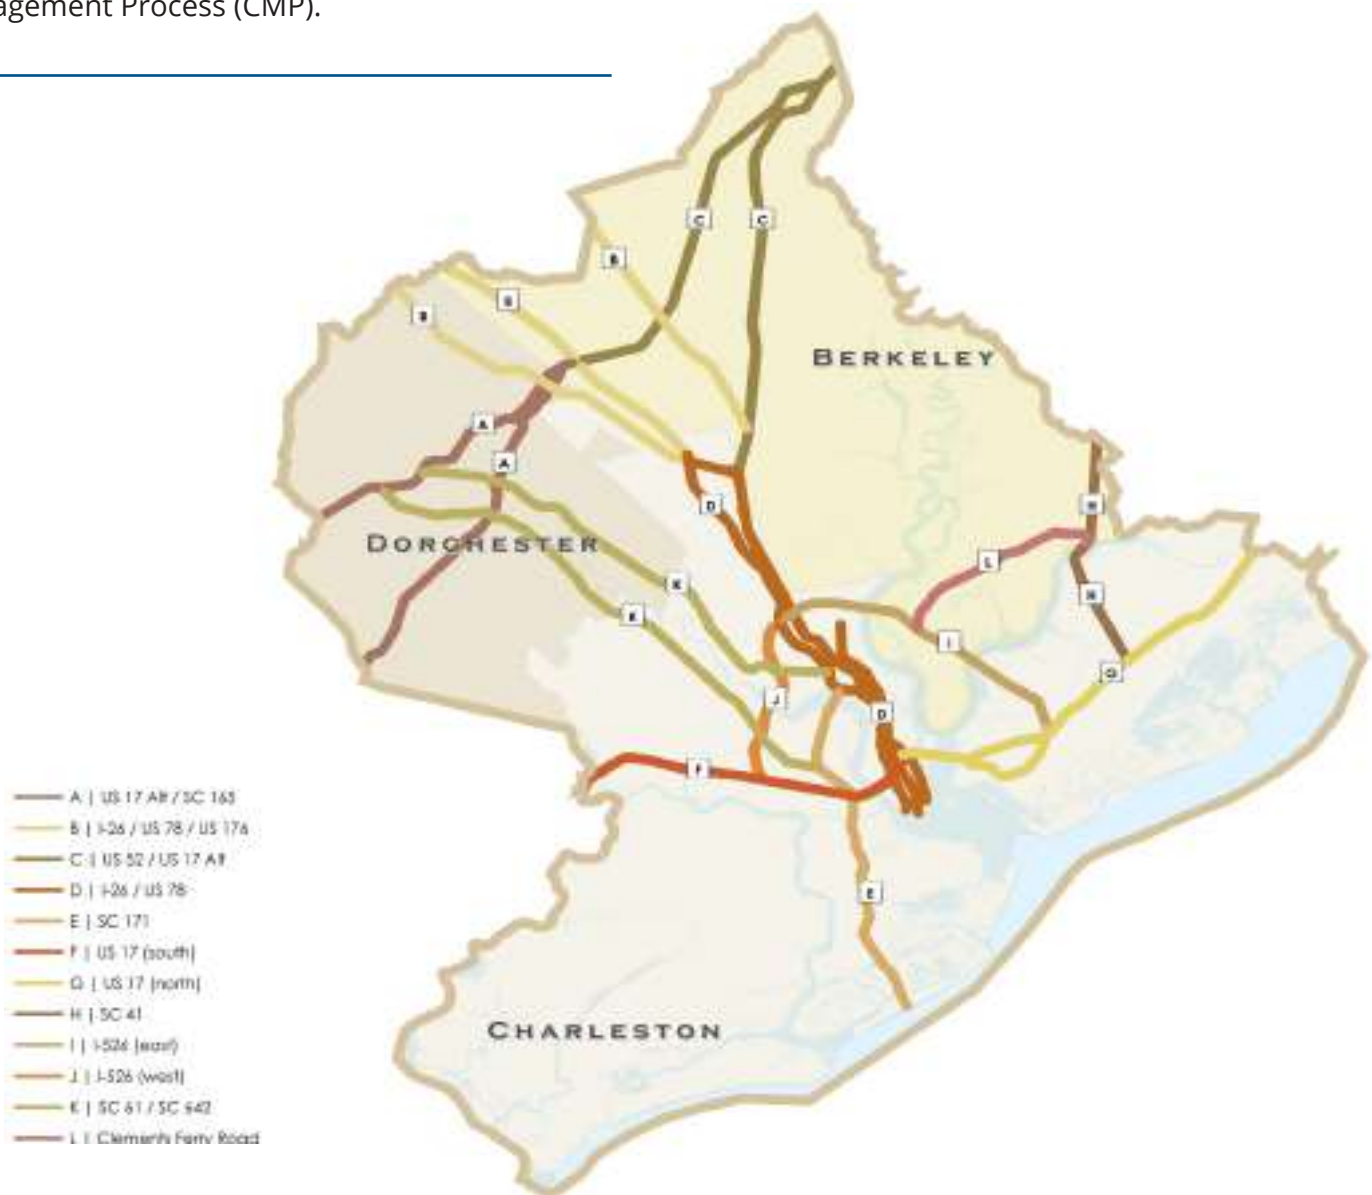 agement Process (CMP).
C
C
B
B
B
BERKELEY
A
A
D
H
DORCHESTER
L
K
H
K
I
G
J
D
F
A | US 17 Alt / SC 165
B | I-26 / US 78 / US 176
C | US 52 / US 17 Alt
D | I-26 / US 78
E | SC 171
E
F | US 17 (south)
G | US 17 (north)
H | SC 41
CHARLESTON
I | I-526 (east)
J | I-526 (west)
K | SC 61 / SC 642
L | Clements Ferry Road